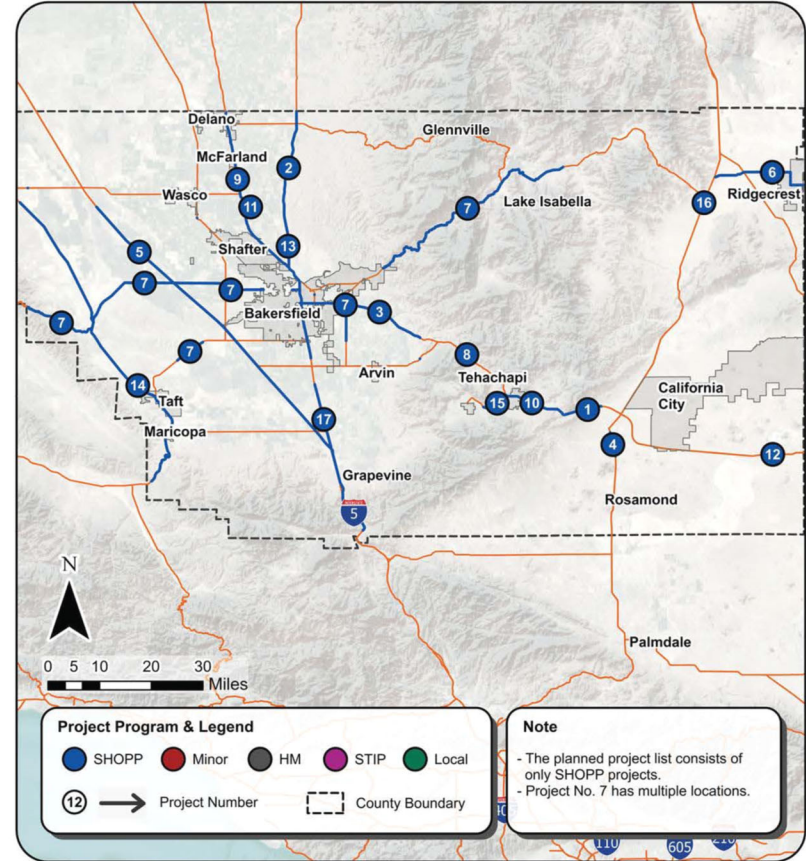 Delano
Glennville
McFarland
2
6
9
Ridgecrest
Wasco
Lake Isabella
16
11
7
Shafter
13
5
7
7
7
3
Bakersfield
7
7
8
Arvin
Tehachapi
14
Taft
California
City
15
10
1
17
Maricopa
4
12
Grapevine
Rosamond
5
N
Palmdale
0 5 10 20 30
Miles
Project Program & Legend
SHOPP
Minor
HM
STIP
Local
12
Project Number
County Boundary
Note
- The planned project list consists of
only SHOPP projects.
- Project No. 7 has multiple locations.
110
605